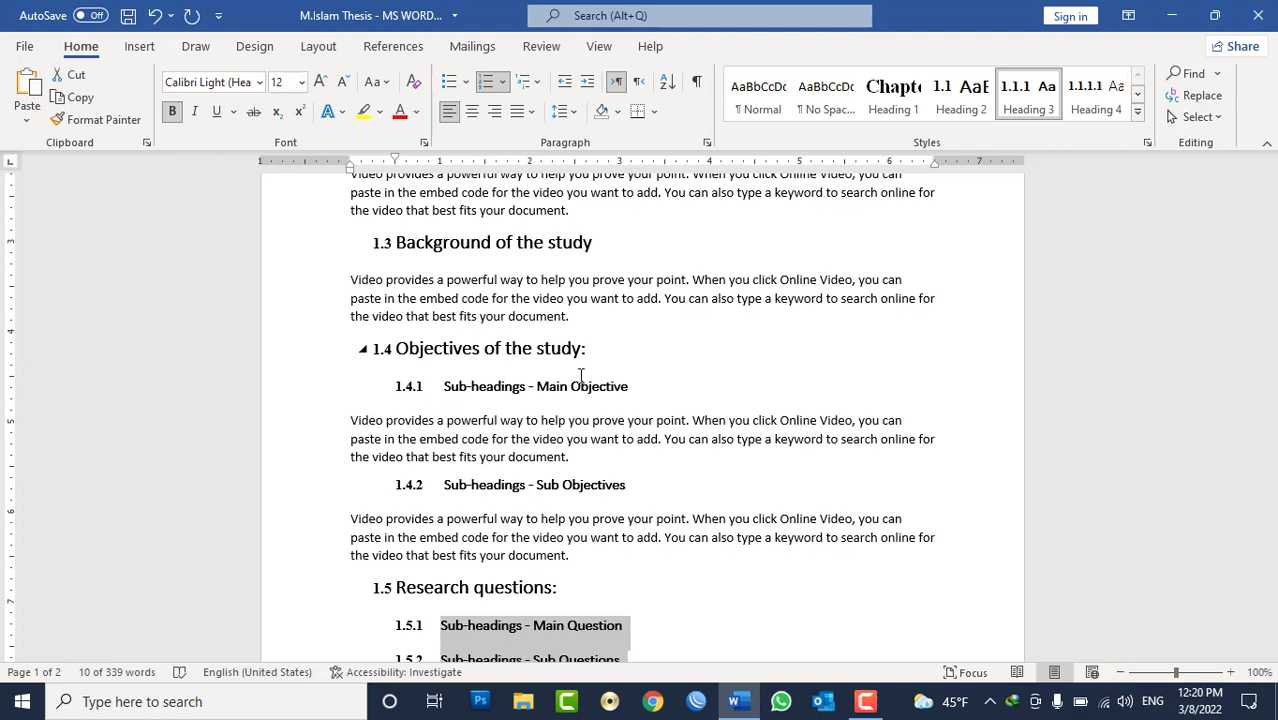 AutoSave Off M.Islam Thesis - MS WORD... Search (Alt+Q) Sign in
File Home Insert Draw Design Layout References Mailings Review View Help Share
Paste Cut Copy Format Painter
Calibri Light (Hea 12 Aa
B I U ab x₂ x² A A
AaBbCcDc AaBbCcDc Chapte 1.1 AaE 1.1.1 Aa 1.1.1.1 Aa
¶ Normal ¶ No Spac... Heading 1 Heading 2 Heading 3 Heading 4
Find Replace Select
Clipboard Font Paragraph Styles Editing
1 1 2 3 4 5 6 7
Video provides a powerful way to help you prove your point. When you click Online Video, you can
paste in the embed code for the video you want to add. You can also type a keyword to search online for
the video that best fits your document.
1.3 Background of the study
Video provides a powerful way to help you prove your point. When you click Online Video, you can
paste in the embed code for the video you want to add. You can also type a keyword to search online for
the video that best fits your document.
1.4 Objectives of the study:
1.4.1 Sub-headings - Main Objective
Video provides a powerful way to help you prove your point. When you click Online Video, you can
paste in the embed code for the video you want to add. You can also type a keyword to search online for
the video that best fits your document.
1.4.2 Sub-headings - Sub Objectives
Video provides a powerful way to help you prove your point. When you click Online Video, you can
paste in the embed code for the video you want to add. You can also type a keyword to search online for
the video that best fits your document.
1.5 Research questions:
1.5.1 Sub-headings - Main Question
1.5.2 Sub-headings - Sub Questions
Page 1 of 2 10 of 339 words English (United States) Accessibility: Investigate Focus 100%
Type here to search 45°F ENG 12:20 PM
3/8/2022